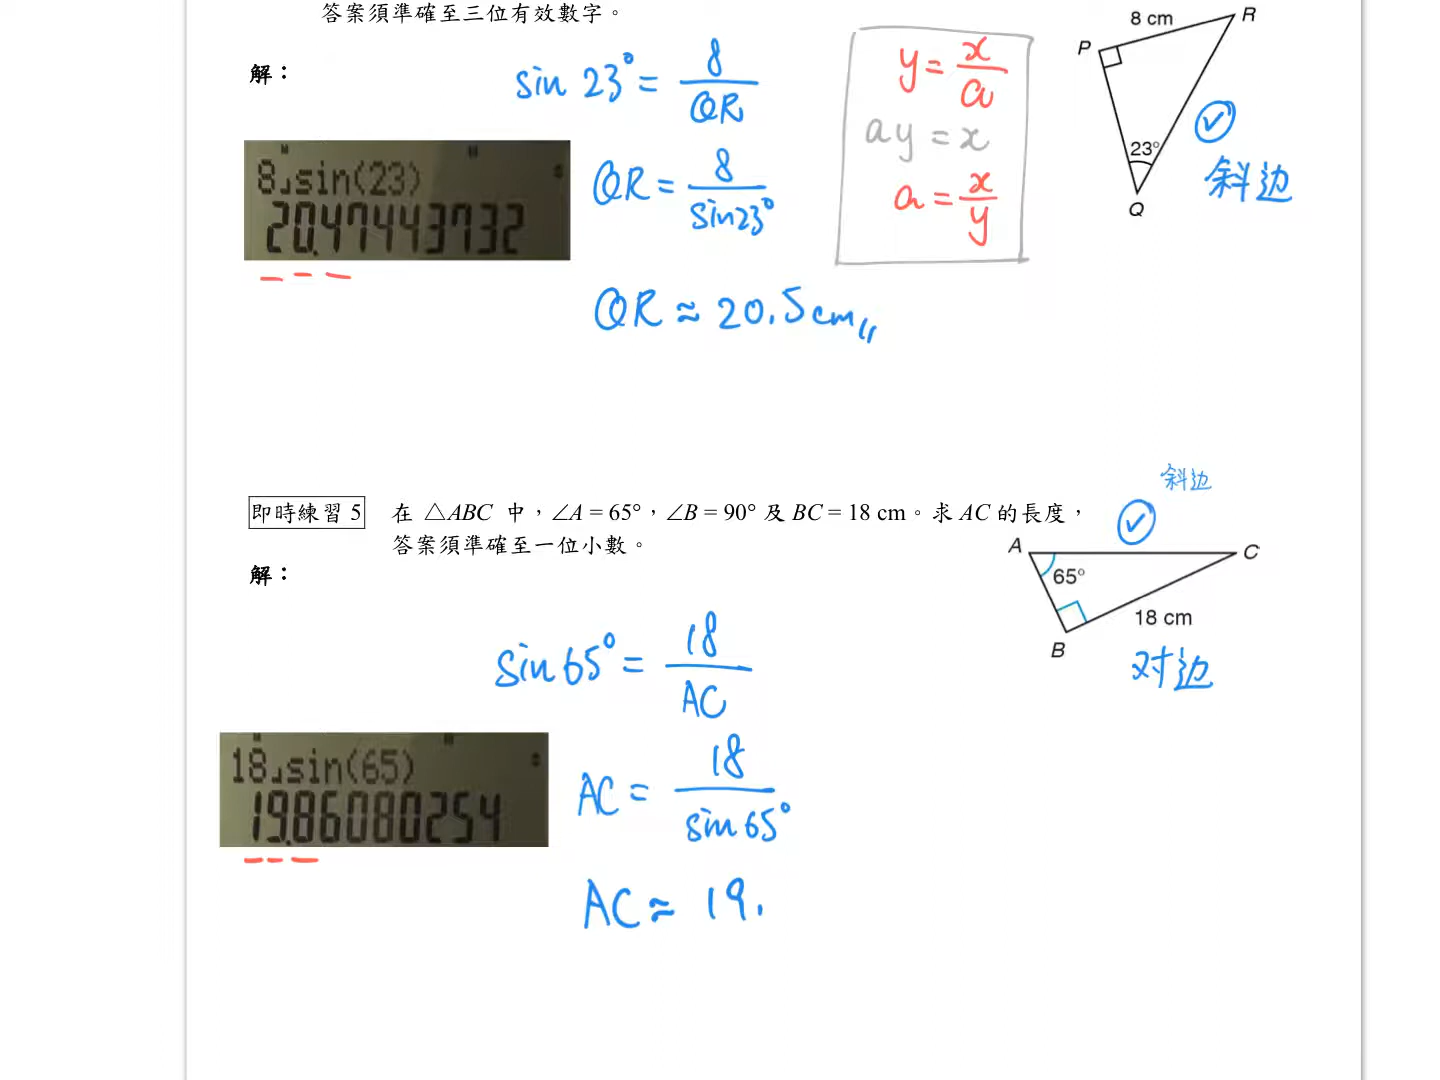 答案須準確至三位有效數字。
解：
sin 23° = 8/QR
8⌟sin(23)
20.47443732
QR = 8/sin23°
QR ≈ 20.5cm
y = x/a
ay = x
a = x/y
8 cm
R
P
23°
Q
斜边
即時練習 5 在 △ABC 中，∠A = 65°，∠B = 90° 及 BC = 18 cm。求 AC 的長度，
答案須準確至一位小數。
解：
sin65° = 18/AC
18⌟sin(65)
19.86080254
AC = 18/sin65°
AC ≈ 19.
斜边
A
C
65°
18 cm
B
对边